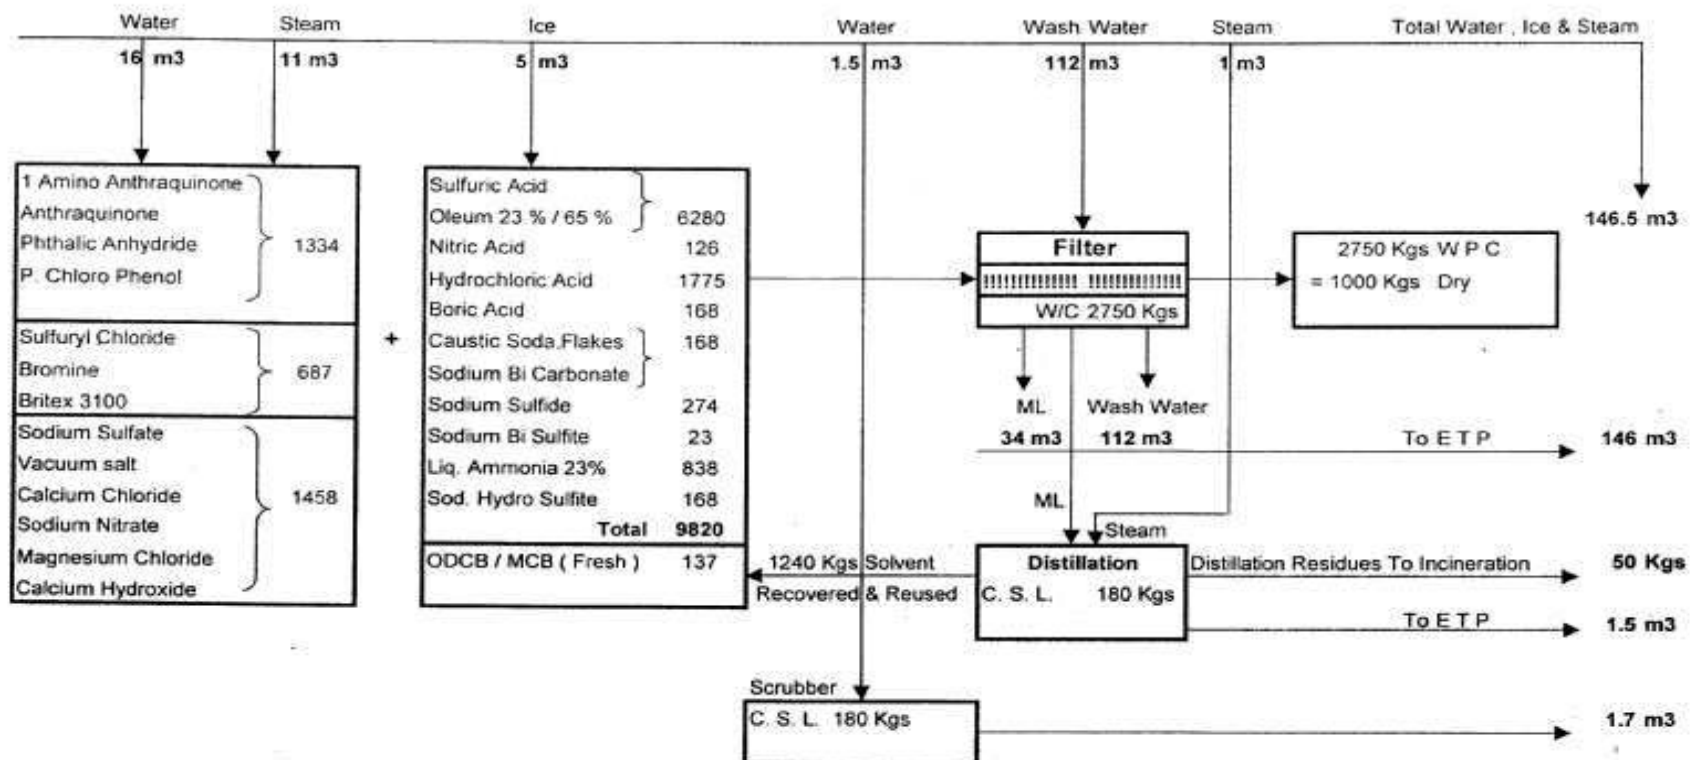 Water Steam Ice Water Wash Water Steam Total Water , Ice & Steam
16 m3 11 m3 5 m3 1.5 m3 112 m3 1 m3
146.5 m3
1 Amino Anthraquinone
Anthraquinone
Phthalic Anhydride 1334
P. Chloro Phenol
Sulfuryl Chloride
Bromine 687
Britex 3100
Sodium Sulfate
Vacuum salt
Calcium Chloride 1458
Sodium Nitrate
Magnesium Chloride
Calcium Hydroxide
+
Sulfuric Acid
Oleum 23 % / 65 % 6280
Nitric Acid 126
Hydrochloric Acid 1775
Boric Acid 168
Caustic Soda Flakes 168
Sodium Bi Carbonate
Sodium Sulfide 274
Sodium Bi Sulfite 23
Liq. Ammonia 23% 838
Sod. Hydro Sulfite 168
Total 9820
ODCB / MCB ( Fresh ) 137
Filter
!!!!!!!!!!!!!! !!!!!!!!!!!!!!
W/C 2750 Kgs
2750 Kgs W P C
= 1000 Kgs Dry
ML Wash Water
34 m3 112 m3 To E T P 146 m3
ML
Steam
1240 Kgs Solvent
Recovered & Reused
Distillation
C. S. L. 180 Kgs
Distillation Residues To Incineration 50 Kgs
To E T P 1.5 m3
Scrubber
C. S. L. 180 Kgs
1.7 m3